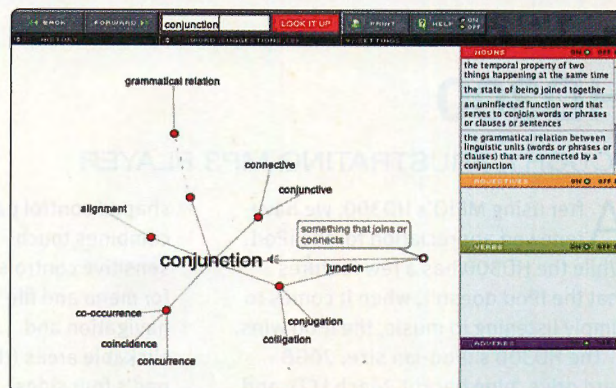 BACK
FORWARD
conjunction
LOOK IT UP
PRINT
HELP
ON
OFF
HISTORY
WORD SUGGESTIONS
SETTINGS
grammatical relation
connective
conjunctive
alignment
something that joins or
connects
conjunction
junction
co-occurrence
conjugation
colligation
coincidence
concurrence
NOUNS ON OFF
the temporal property of two
things happening at the same time
the state of being joined together
an uninflected function word that
serves to conjoin words or phrases
or clauses or sentences
the grammatical relation between
linguistic units (words or phrases or
clauses) that are connected by a
conjunction
ADJECTIVES ON OFF
VERBS ON OFF
ADVERBS ON OFF